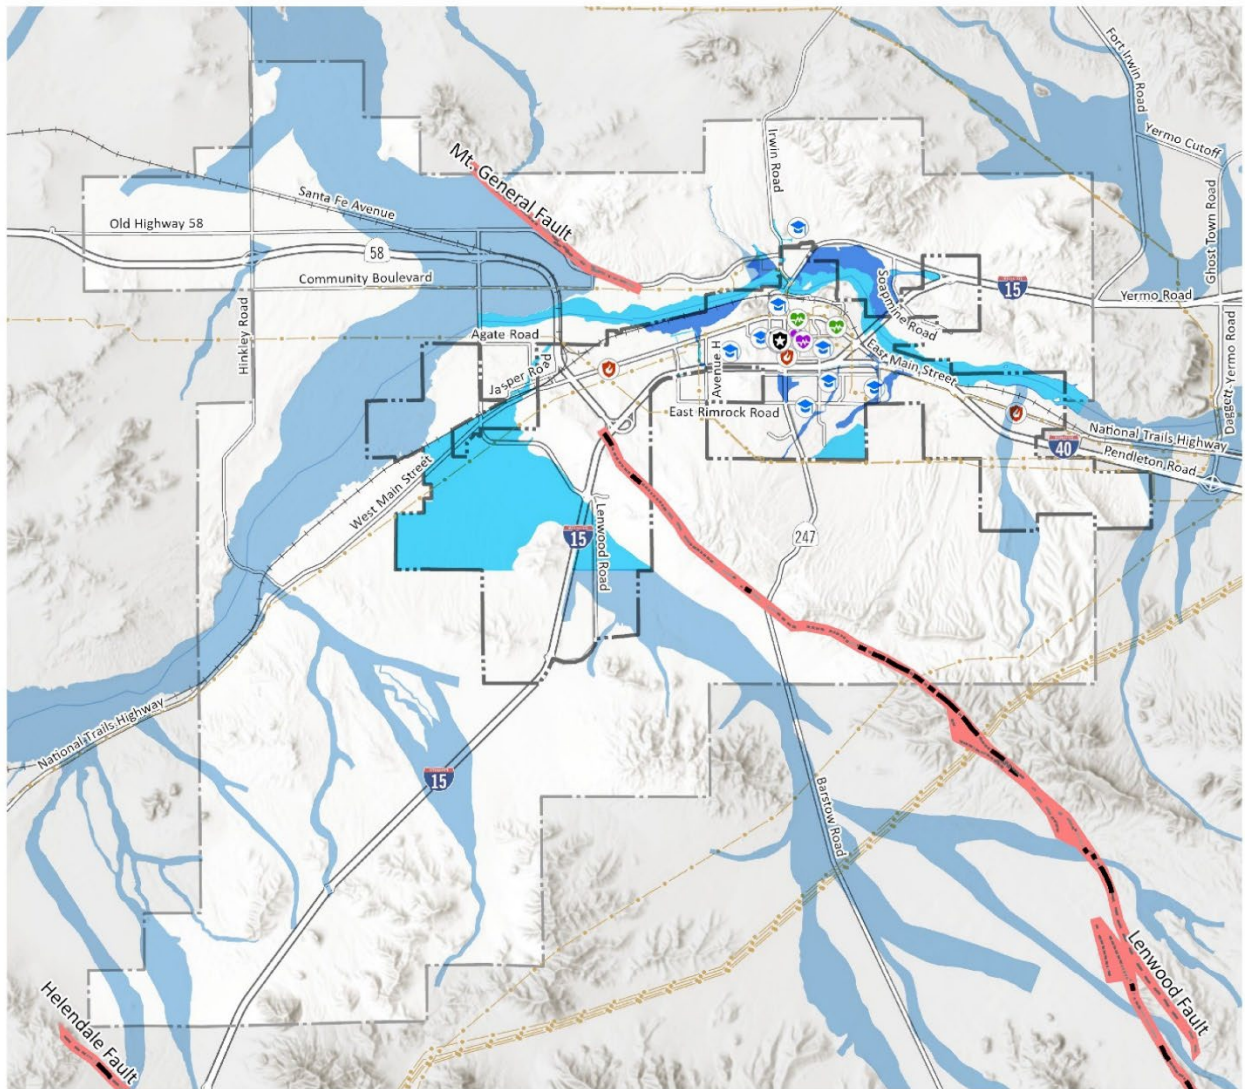 Fort Irwin Road
Yermo Cutoff
Irwin Road
Mt. General Fault
Santa Fe Avenue
Old Highway 58
58
Ghost Town Road
Community Boulevard
Soapmine Road
15
Yermo Road
Hinkley Road
Agate Road
Jasper Road
Avenue H
East Main Street
Daggett-Yermo Road
East Rimrock Road
National Trails Highway
40
Pendleton Road
West Main Street
15
Lenwood Road
247
National Trails Highway
15
Barstow Road
Lenwood Fault
Helendale Fault